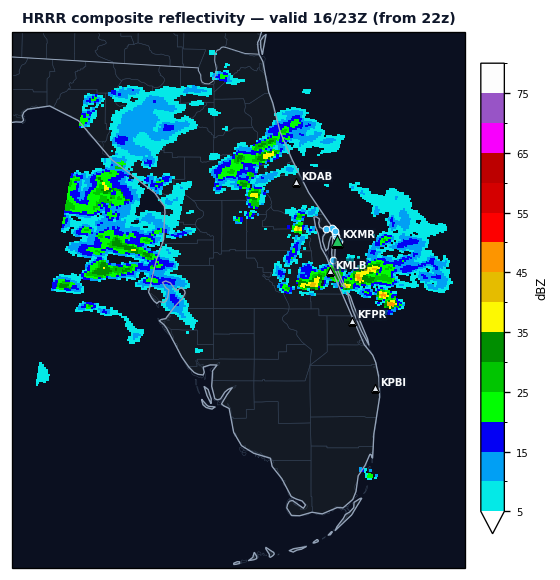 HRRR composite reflectivity — valid 16/23Z (from 22z)
KDAB
KXMR
KMLB
KFPR
KPBI
75
65
55
45
35
25
15
5
dBZ